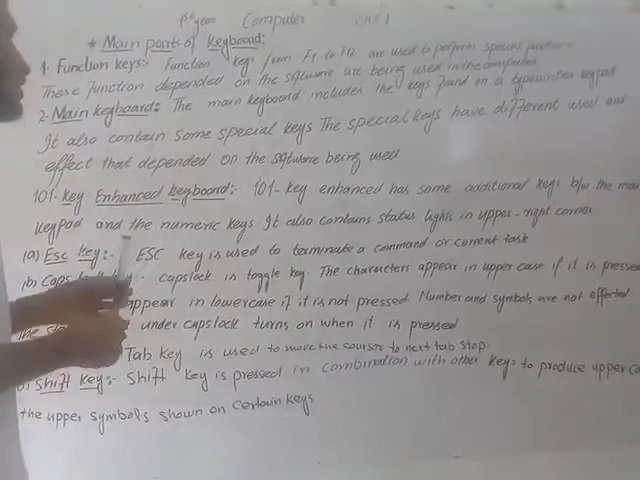 1st year Computer
* Main parts of Keyboard:
1. Function keys:- Function keys from F1 to F12 are used to perform special functions
These function depended on the software are being used in the computer
2- Main keyboard: The main keyboard includes the keys found on a typewriter keypad
It also contain some special keys The special keys have different used and
effect that depended on the software being used
101-key Enhanced keyboard:- 101-key enhanced has some additional keys b/w the main
keypad and the numeric keys. It also contains status lights in upper-right corner
(a) Esc key:- ESC key is used to terminate a command or current task
(b) Caps :- capslock is toggle key. The characters appear in upper case if it is presse
appear in lowercase if it is not pressed. Number and symbols are not effected
the under capslock turns on when it is pressed
Tab key is used to move the coursor to next tab stop.
) Shift key:- Shift key is pressed in combination with other keys to produce upper
the upper symbols shown on certain keys